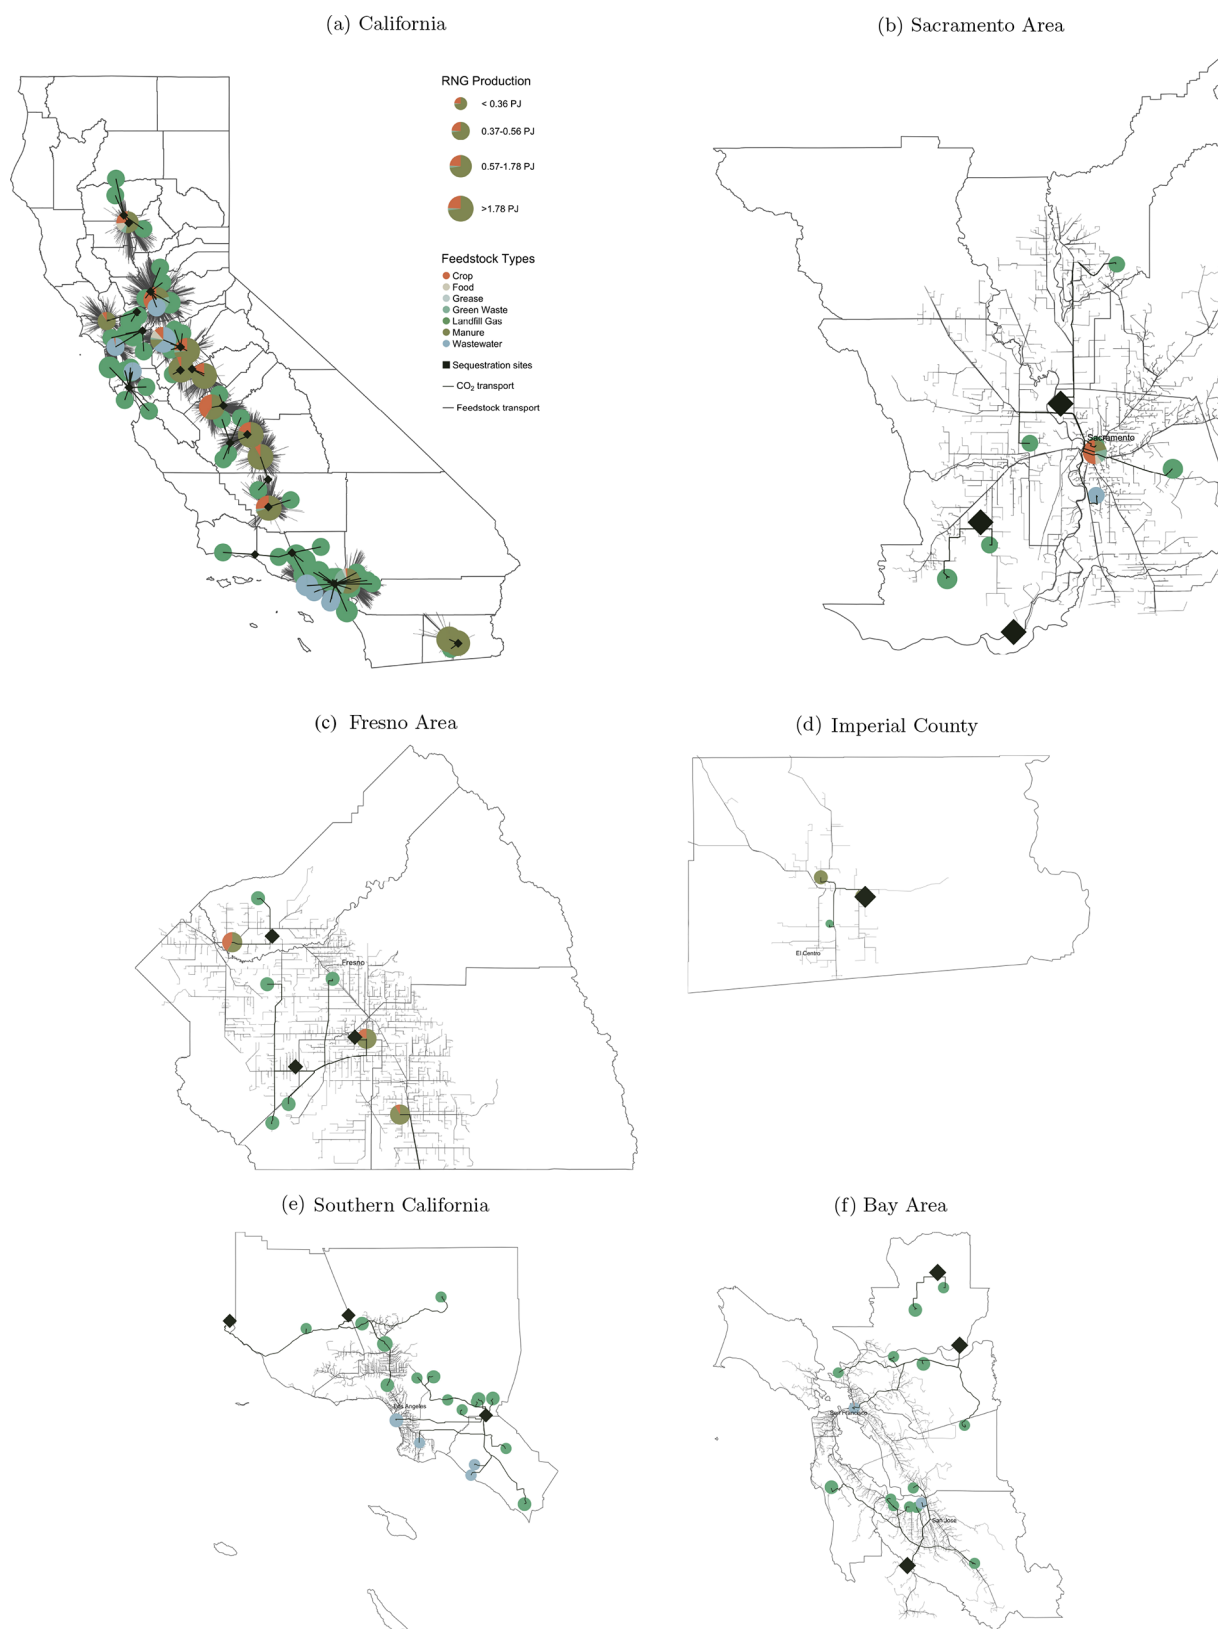 (a) California
(b) Sacramento Area
RNG Production
< 0.36 PJ
0.37-0.56 PJ
0.57-1.78 PJ
>1.78 PJ
Feedstock Types
Crop
Food
Grease
Green Waste
Landfill Gas
Manure
Wastewater
Sequestration sites
CO₂ transport
Feedstock transport
Sacramento
(c) Fresno Area
(d) Imperial County
Fresno
El Centro
(e) Southern California
(f) Bay Area
Los Angeles
San Francisco
San Jose